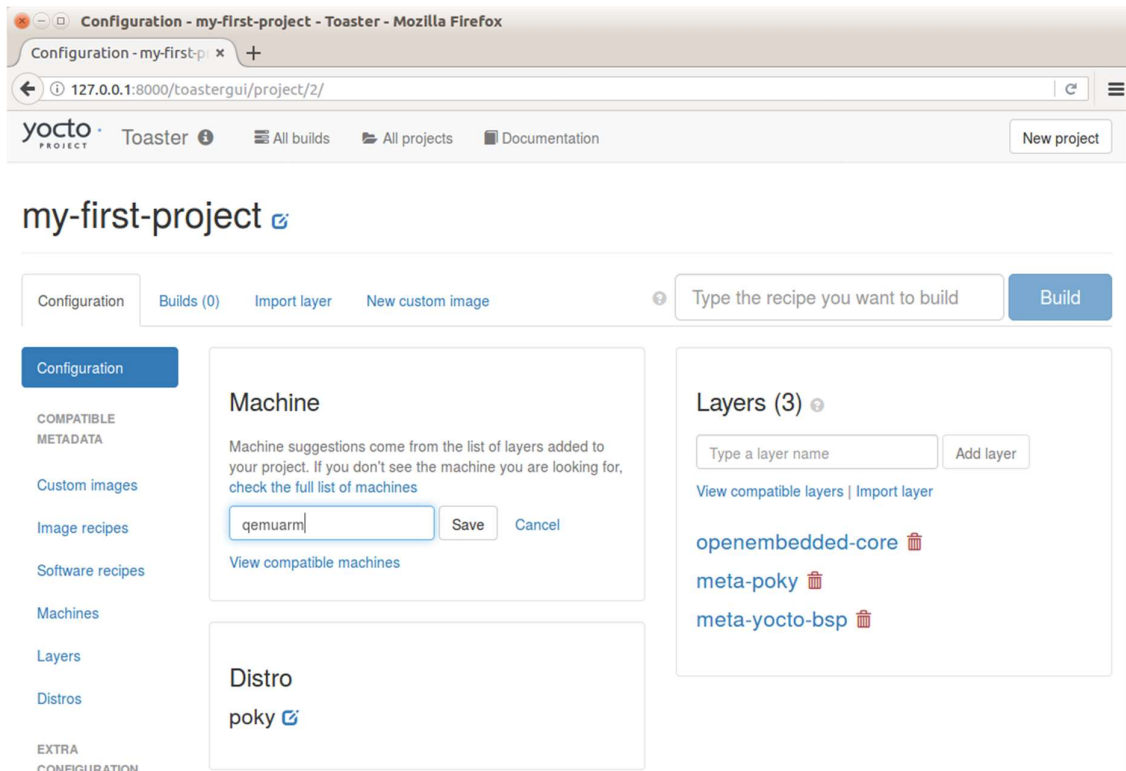 Configuration - my-first-project - Toaster - Mozilla Firefox
Configuration - my-first-p
127.0.0.1:8000/toastergui/project/2/
yocto PROJECT Toaster All builds All projects Documentation New project
my-first-project
Configuration Builds (0) Import layer New custom image Type the recipe you want to build Build
Configuration
COMPATIBLE
METADATA
Custom images
Image recipes
Software recipes
Machines
Layers
Distros
EXTRA
CONFIGURATION
Machine
Machine suggestions come from the list of layers added to
your project. If you don't see the machine you are looking for,
check the full list of machines
qemuarm Save Cancel
View compatible machines
Distro
poky
Layers (3)
Type a layer name Add layer
View compatible layers | Import layer
openembedded-core
meta-poky
meta-yocto-bsp